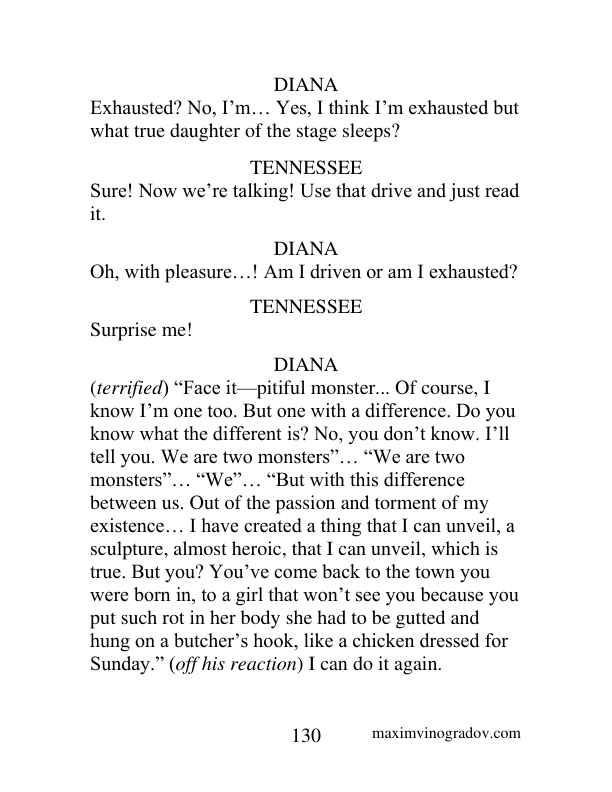 DIANA
Exhausted? No, I’m… Yes, I think I’m exhausted but
what true daughter of the stage sleeps?
TENNESSEE
Sure! Now we’re talking! Use that drive and just read
it.
DIANA
Oh, with pleasure…! Am I driven or am I exhausted?
TENNESSEE
Surprise me!
DIANA
(terrified) “Face it—pitiful monster... Of course, I
know I’m one too. But one with a difference. Do you
know what the different is? No, you don’t know. I’ll
tell you. We are two monsters”… “We are two
monsters”… “We”… “But with this difference
between us. Out of the passion and torment of my
existence… I have created a thing that I can unveil, a
sculpture, almost heroic, that I can unveil, which is
true. But you? You’ve come back to the town you
were born in, to a girl that won’t see you because you
put such rot in her body she had to be gutted and
hung on a butcher’s hook, like a chicken dressed for
Sunday.” (off his reaction) I can do it again.
130 maximvinogradov.com